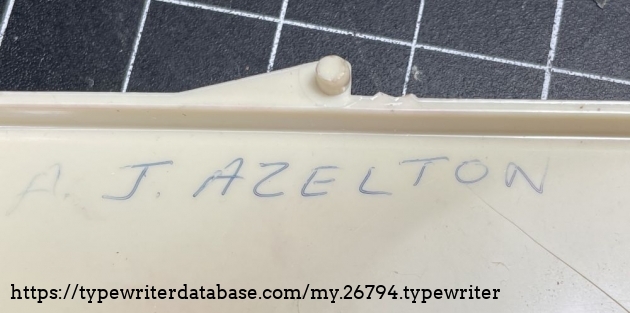 A. J. AZELTON
https://typewriterdatabase.com/my.26794.typewriter